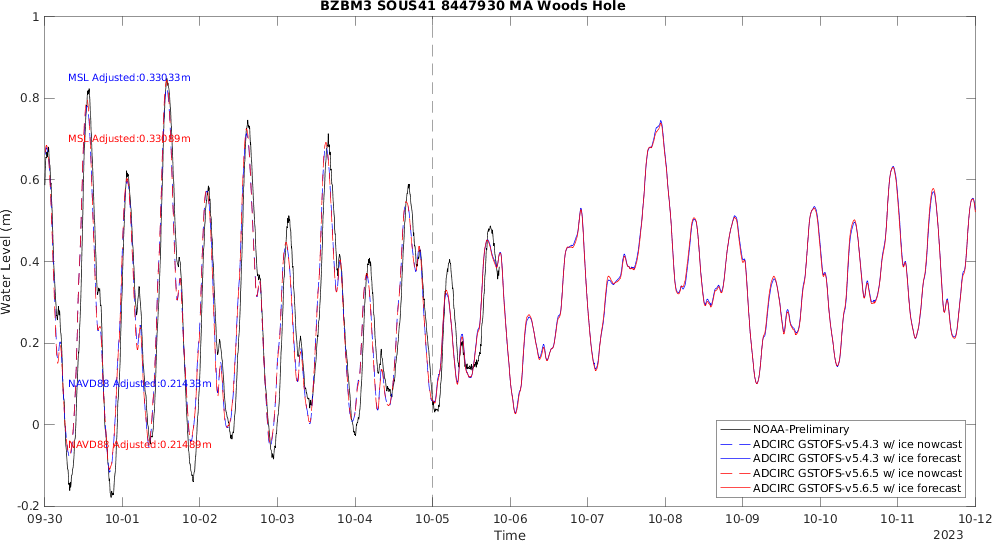 BZBM3 SOUS41 8447930 MA Woods Hole
1
0.8
0.6
0.4
0.2
0
-0.2
Water Level (m)
MSL Adjusted:0.33033m
MSL Adjusted:0.33089m
NAVD88 Adjusted:0.21433m
NAVD88 Adjusted:0.21489m
NOAA-Preliminary
ADCIRC GSTOFS-v5.4.3 w/ ice nowcast
ADCIRC GSTOFS-v5.4.3 w/ ice forecast
ADCIRC GSTOFS-v5.6.5 w/ ice nowcast
ADCIRC GSTOFS-v5.6.5 w/ ice forecast
09-30 10-01 10-02 10-03 10-04 10-05 10-06 10-07 10-08 10-09 10-10 10-11 10-12
Time
2023